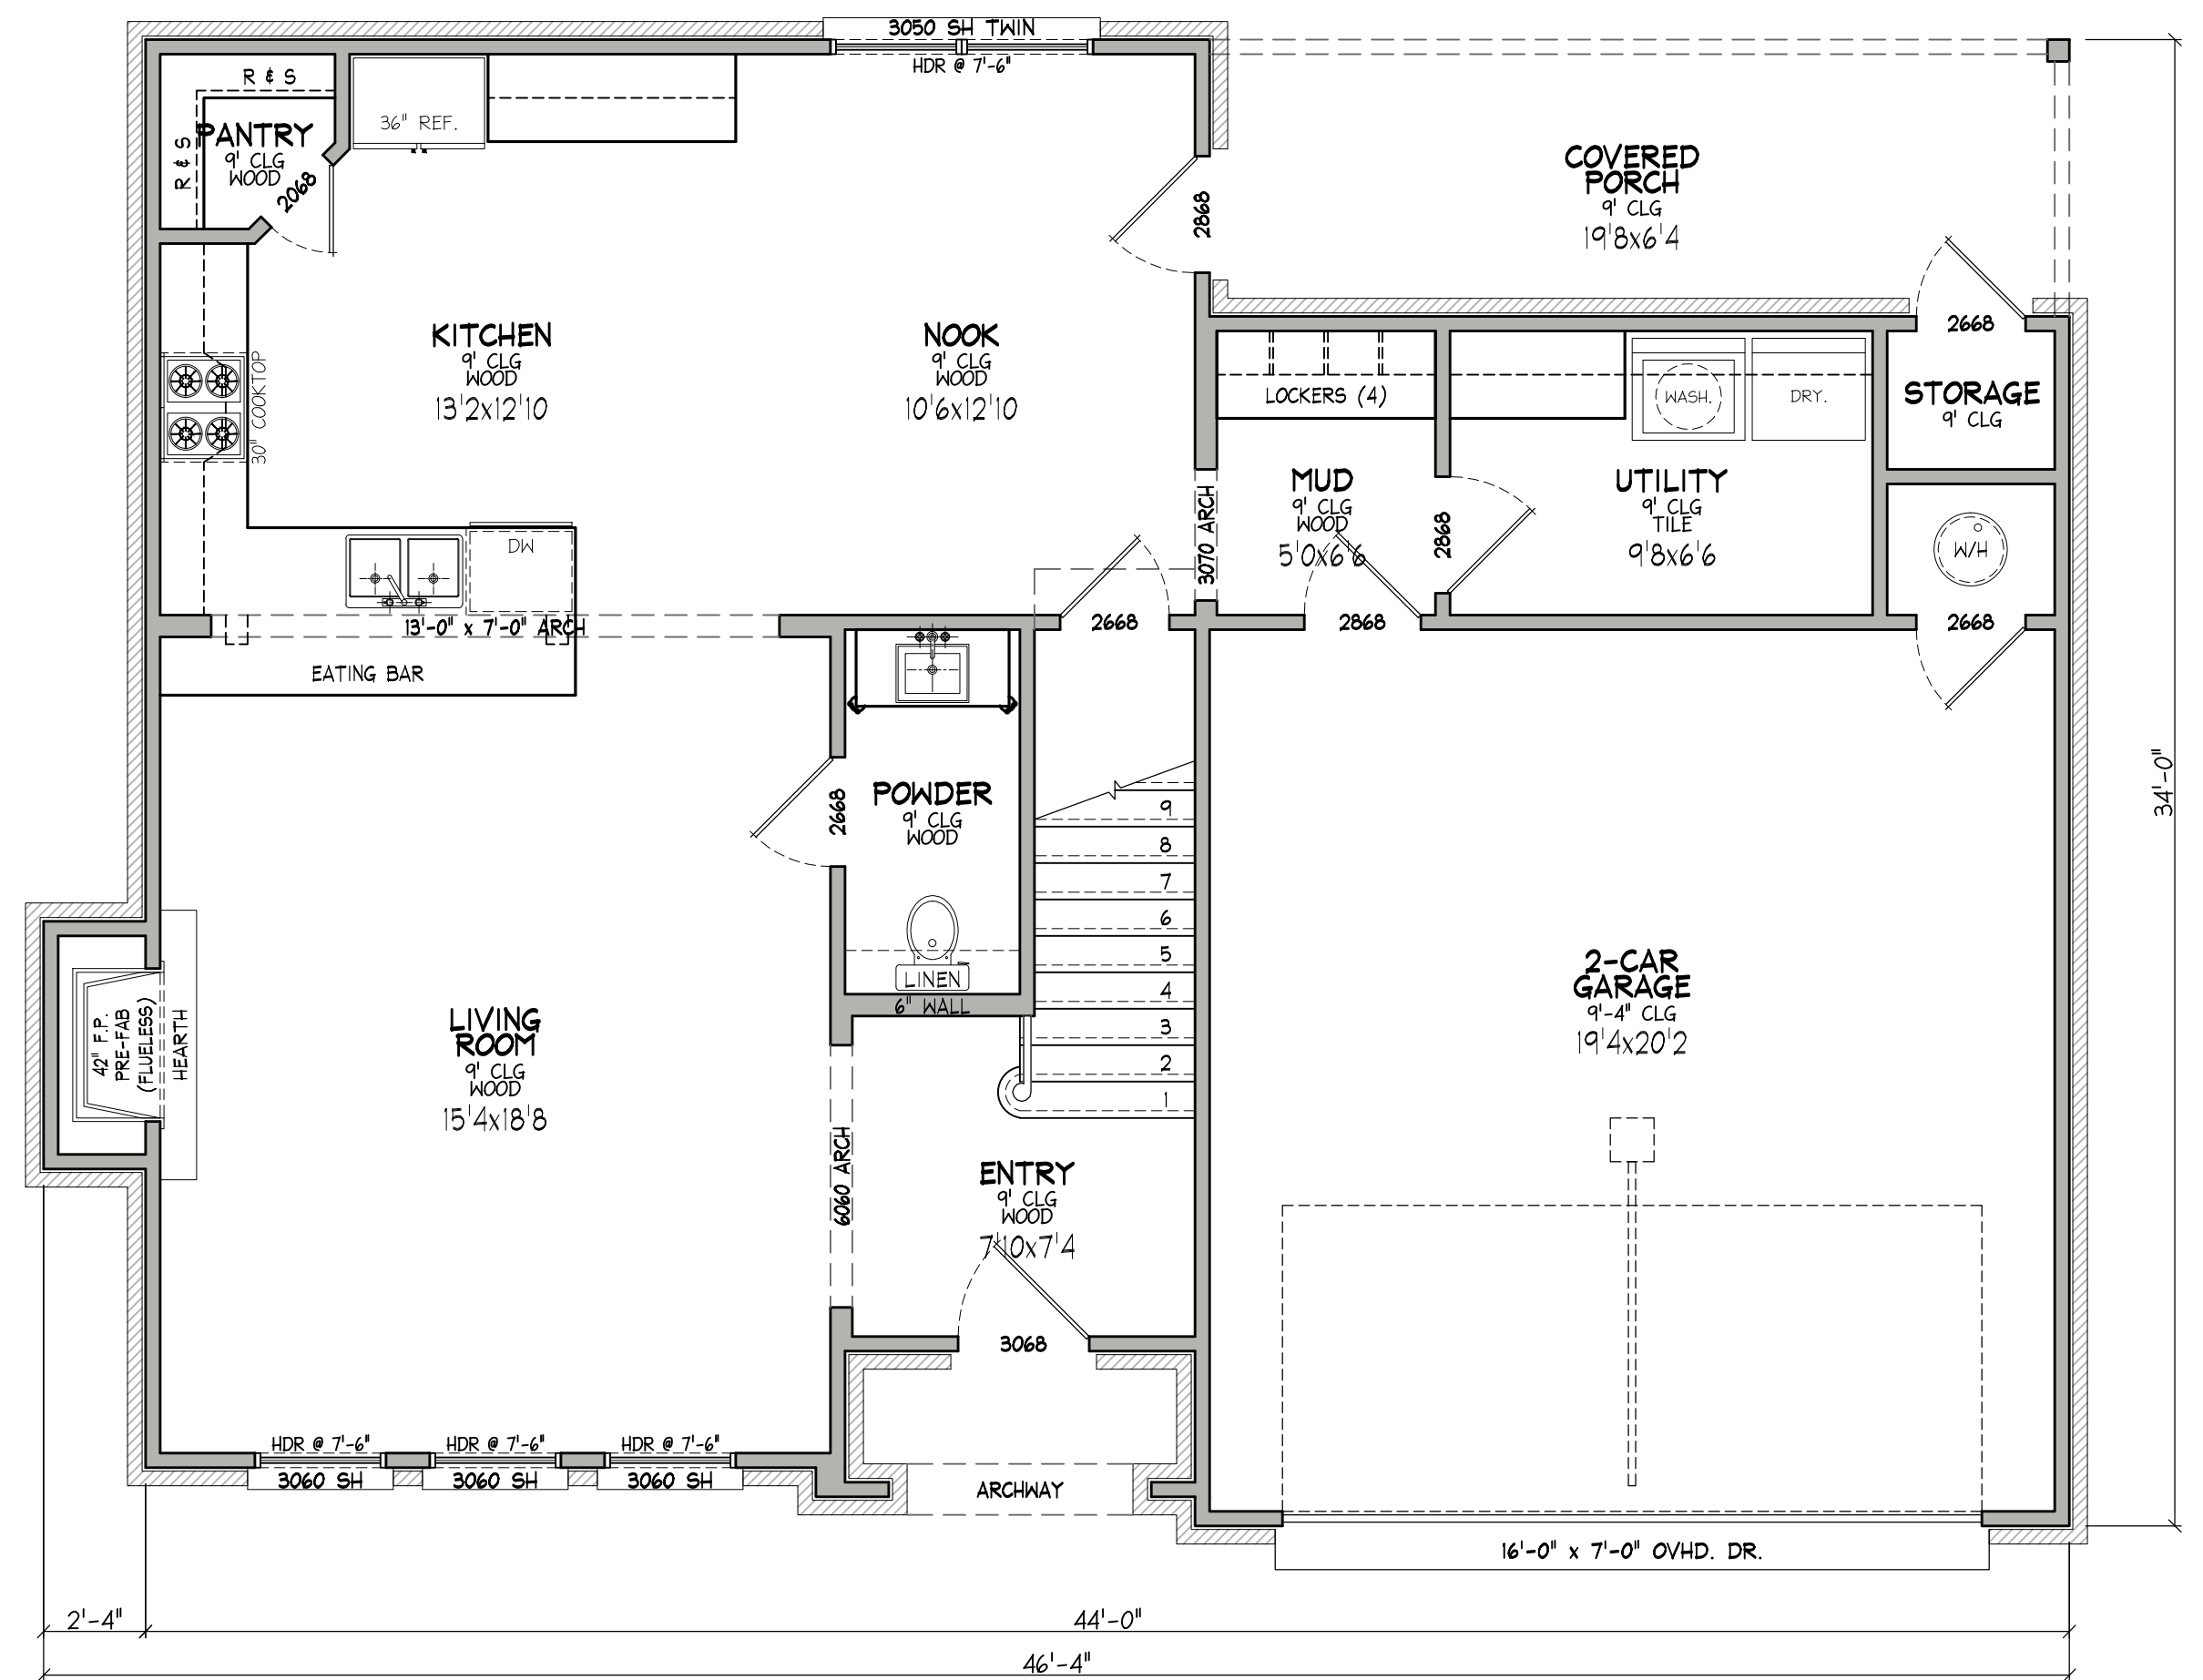 3050 SH TWIN
HDR @ 7'-6"
R & S
R & S
PANTRY
9' CLG
WOOD
2068
36" REF.
COVERED
PORCH
9' CLG
19'8x6'4
2868
2668
KITCHEN
9' CLG
WOOD
13'2x12'10
30" COOKTOP
NOOK
9' CLG
WOOD
10'6x12'10
LOCKERS (4)
WASH.
DRY.
STORAGE
9' CLG
MUD
9' CLG
WOOD
5'0x6'6
3070 ARCH
2868
UTILITY
9' CLG
TILE
9'8x6'6
W/H
DW
13'-0" x 7'-0" ARCH
2668
2868
2668
EATING BAR
POWDER
9' CLG
WOOD
2668
LINEN
6" WALL
9
8
7
6
5
4
3
2
1
34'-0"
2-CAR
GARAGE
9'-4" CLG
19'4x20'2
42" F.P.
PRE-FAB
(FLUELESS)
HEARTH
LIVING
ROOM
9' CLG
WOOD
15'4x18'8
6060 ARCH
ENTRY
9' CLG
WOOD
7'10x7'4
3068
HDR @ 7'-6"
HDR @ 7'-6"
HDR @ 7'-6"
3060 SH
3060 SH
3060 SH
ARCHWAY
16'-0" x 7'-0" OVHD. DR.
2'-4"
44'-0"
46'-4"